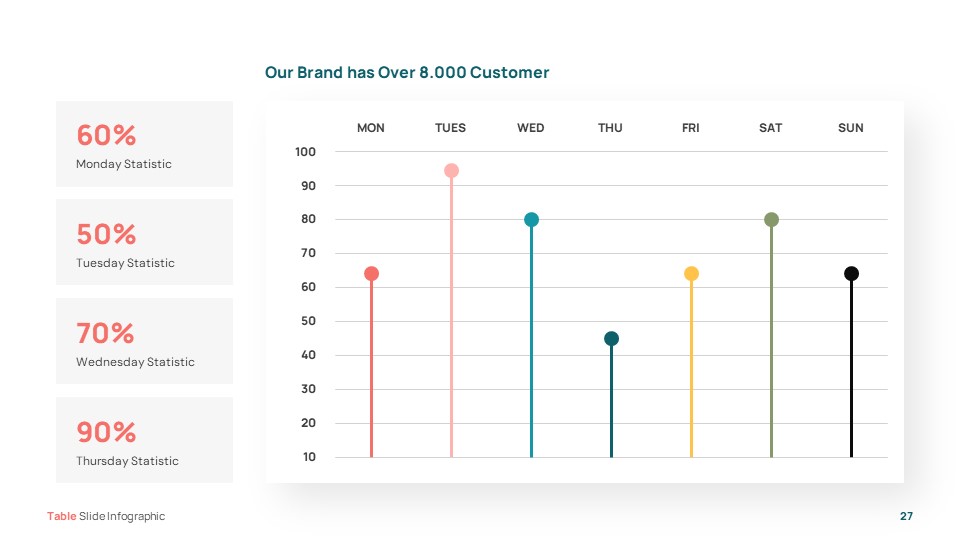 Our Brand has Over 8.000 Customer
60%
Monday Statistic
50%
Tuesday Statistic
70%
Wednesday Statistic
90%
Thursday Statistic
MON TUES WED THU FRI SAT SUN
100
90
80
70
60
50
40
30
20
10
Table Slide Infographic
27